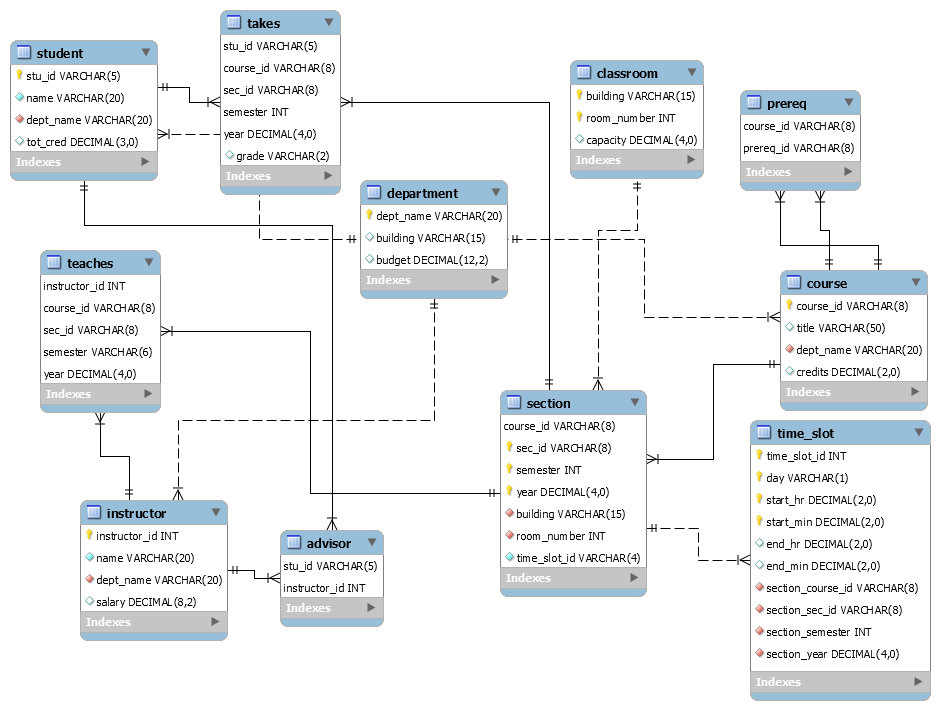 student
stu_id VARCHAR(5)
name VARCHAR(20)
dept_name VARCHAR(20)
tot_cred DECIMAL(3,0)
Indexes
takes
stu_id VARCHAR(5)
course_id VARCHAR(8)
sec_id VARCHAR(8)
semester INT
year DECIMAL(4,0)
grade VARCHAR(2)
Indexes
classroom
building VARCHAR(15)
room_number INT
capacity DECIMAL(4,0)
Indexes
prereq
course_id VARCHAR(8)
prereq_id VARCHAR(8)
Indexes
department
dept_name VARCHAR(20)
building VARCHAR(15)
budget DECIMAL(12,2)
Indexes
teaches
instructor_id INT
course_id VARCHAR(8)
sec_id VARCHAR(8)
semester VARCHAR(6)
year DECIMAL(4,0)
Indexes
course
course_id VARCHAR(8)
title VARCHAR(50)
dept_name VARCHAR(20)
credits DECIMAL(2,0)
Indexes
section
course_id VARCHAR(8)
sec_id VARCHAR(8)
semester INT
year DECIMAL(4,0)
building VARCHAR(15)
room_number INT
time_slot_id VARCHAR(4)
Indexes
time_slot
time_slot_id INT
day VARCHAR(1)
start_hr DECIMAL(2,0)
start_min DECIMAL(2,0)
end_hr DECIMAL(2,0)
end_min DECIMAL(2,0)
section_course_id VARCHAR(8)
section_sec_id VARCHAR(8)
section_semester INT
section_year DECIMAL(4,0)
Indexes
instructor
instructor_id INT
name VARCHAR(20)
dept_name VARCHAR(20)
salary DECIMAL(8,2)
Indexes
advisor
stu_id VARCHAR(5)
instructor_id INT
Indexes